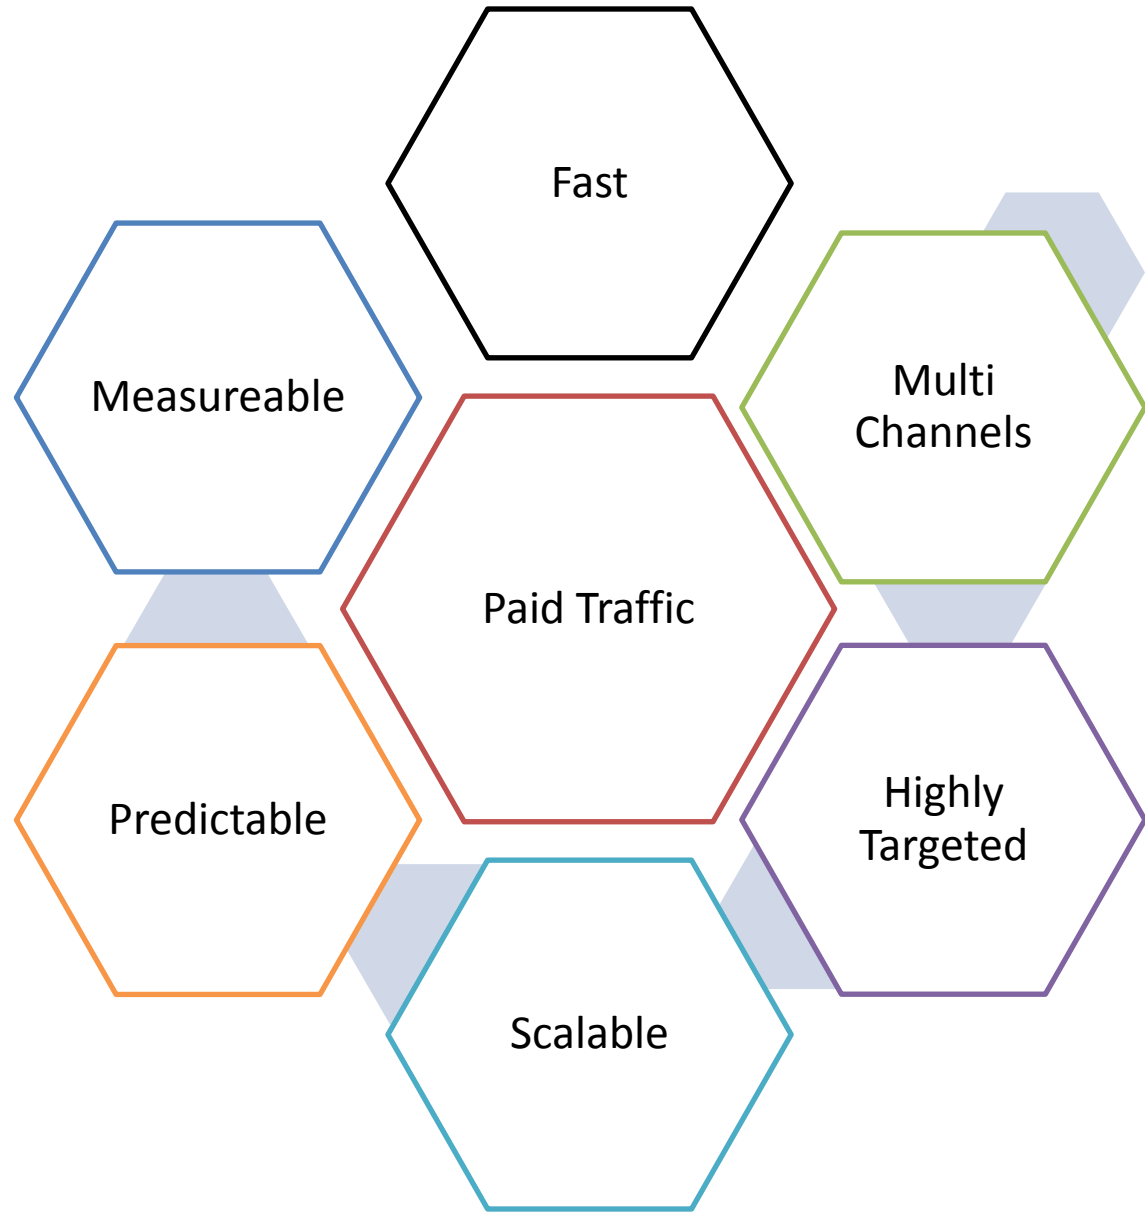 Fast
Measureable
Multi
Channels
Paid Traffic
Predictable
Highly
Targeted
Scalable